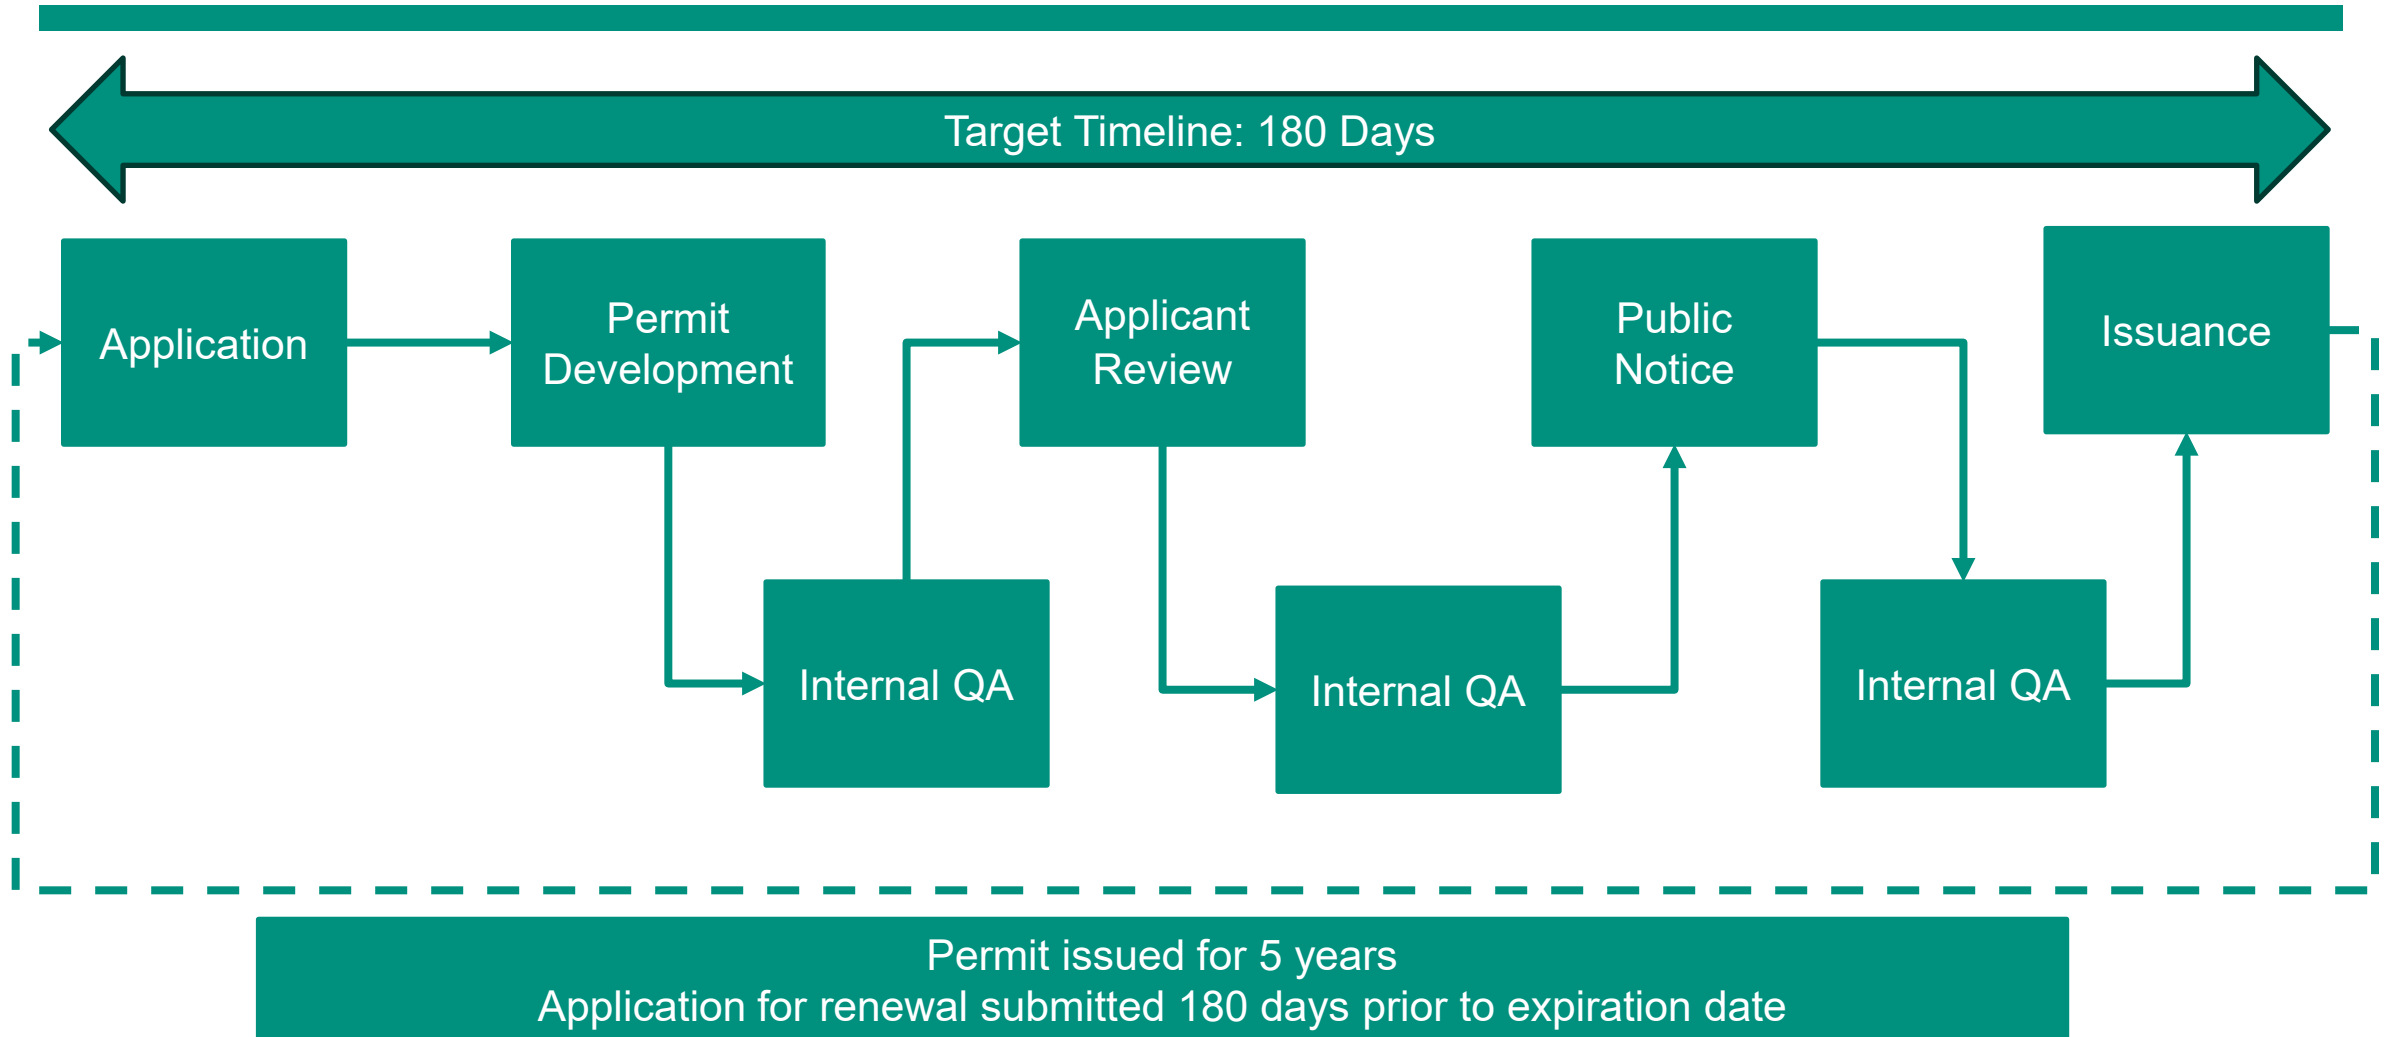 Target Timeline: 180 Days
Application
Permit
Development
Applicant
Review
Public
Notice
Issuance
Internal QA
Internal QA
Internal QA
Permit issued for 5 years
Application for renewal submitted 180 days prior to expiration date